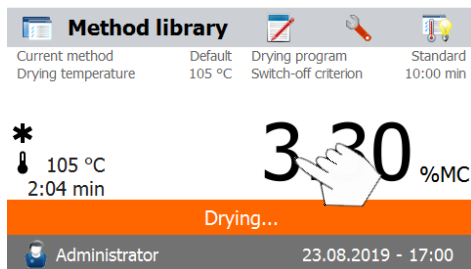 Method library
Current method Default Drying program Standard
Drying temperature 105 °C Switch-off criterion 10:00 min
3.30 %MC
105 °C
2:04 min
Drying...
Administrator 23.08.2019 - 17:00